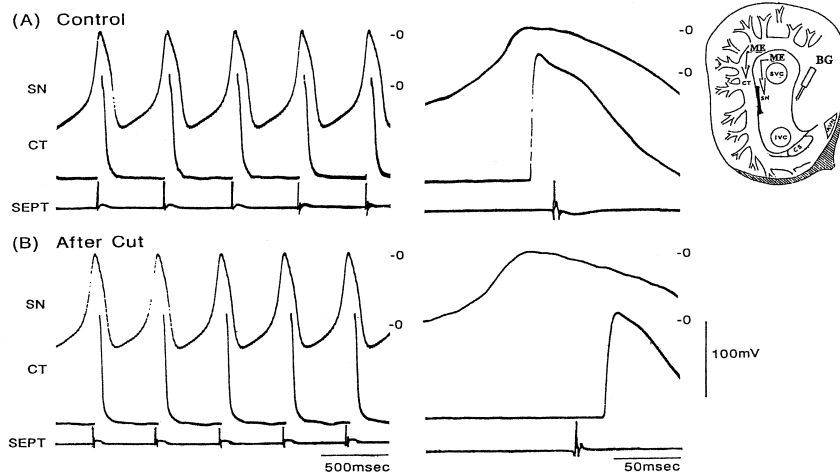 (A) Control
-0
-0
SN
CT
SEPT
-0
-0
ME
ME
BG
CT
SVC
SN
IVC
CS
(B) After Cut
-0
-0
SN
CT
SEPT
-0
-0
100mV
500msec
50msec